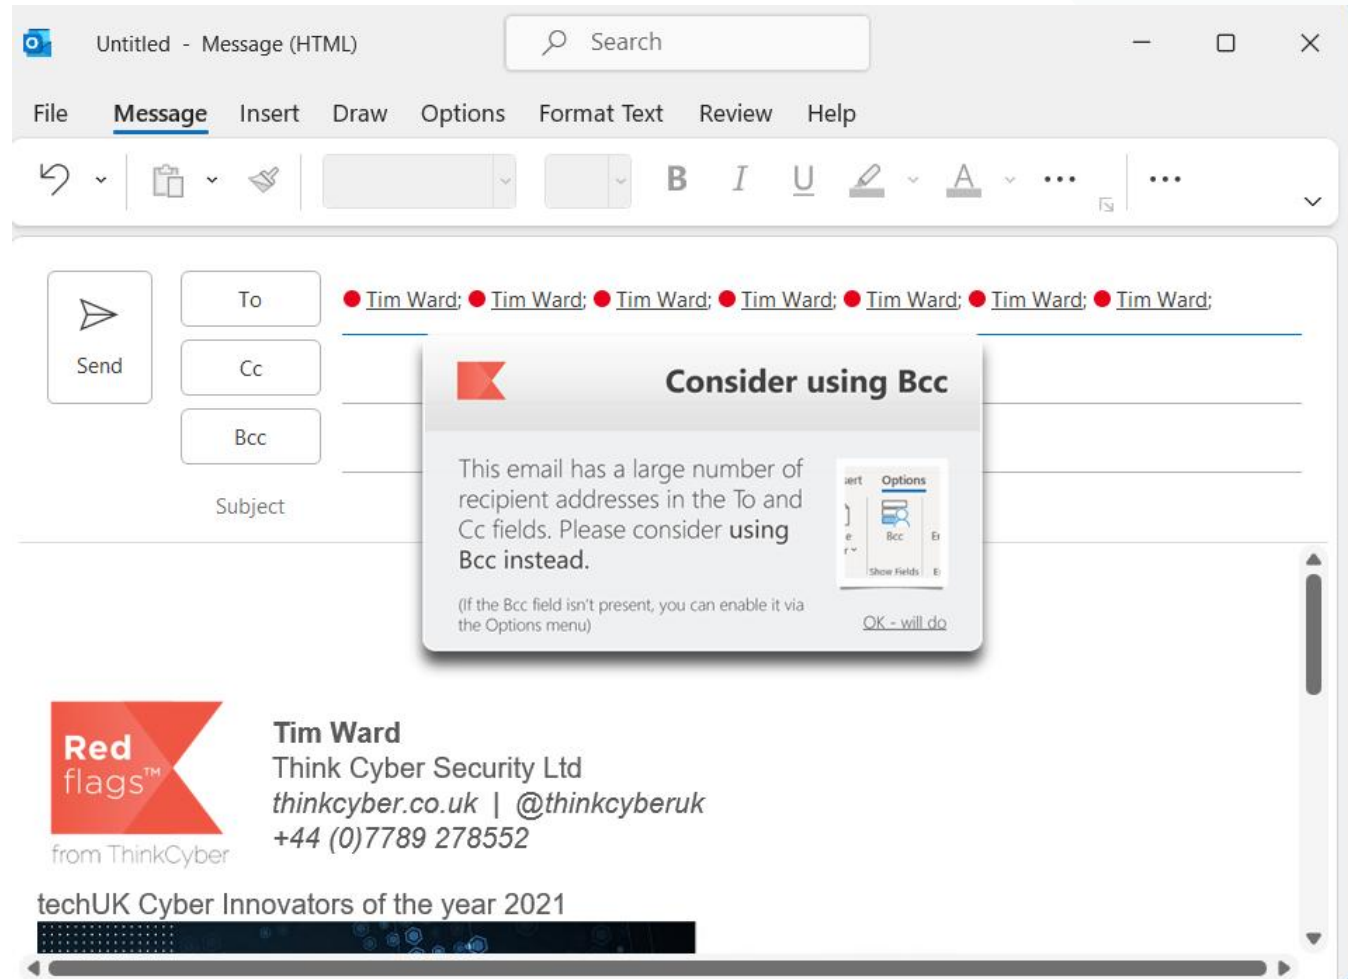 Untitled - Message (HTML)
Search
File Message Insert Draw Options Format Text Review Help
B I U A
Send
To
Tim Ward; Tim Ward; Tim Ward; Tim Ward; Tim Ward; Tim Ward; Tim Ward;
Cc
Bcc
Subject
Consider using Bcc
This email has a large number of
recipient addresses in the To and
Cc fields. Please consider using
Bcc instead.
(If the Bcc field isn't present, you can enable it via
the Options menu)
Options
Bcc
Show Fields
OK - will do
Red
flags™
from ThinkCyber
Tim Ward
Think Cyber Security Ltd
thinkcyber.co.uk | @thinkcyberuk
+44 (0)7789 278552
techUK Cyber Innovators of the year 2021